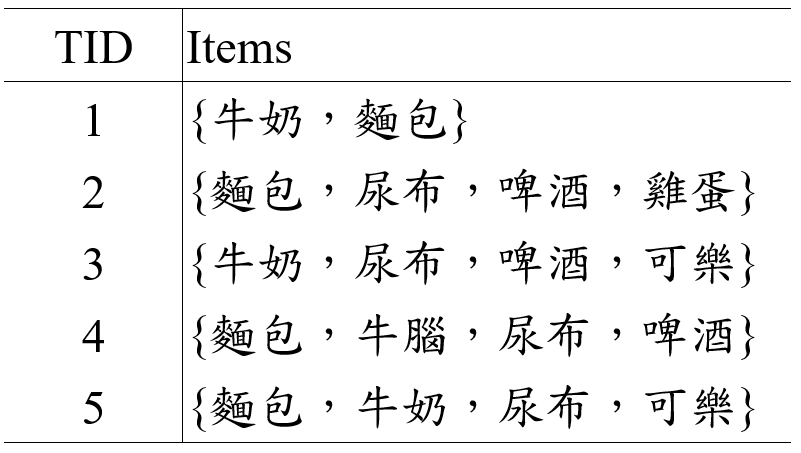 TID Items
1 {牛奶，麵包}
2 {麵包，尿布，啤酒，雞蛋}
3 {牛奶，尿布，啤酒，可樂}
4 {麵包，牛腦，尿布，啤酒}
5 {麵包，牛奶，尿布，可樂}